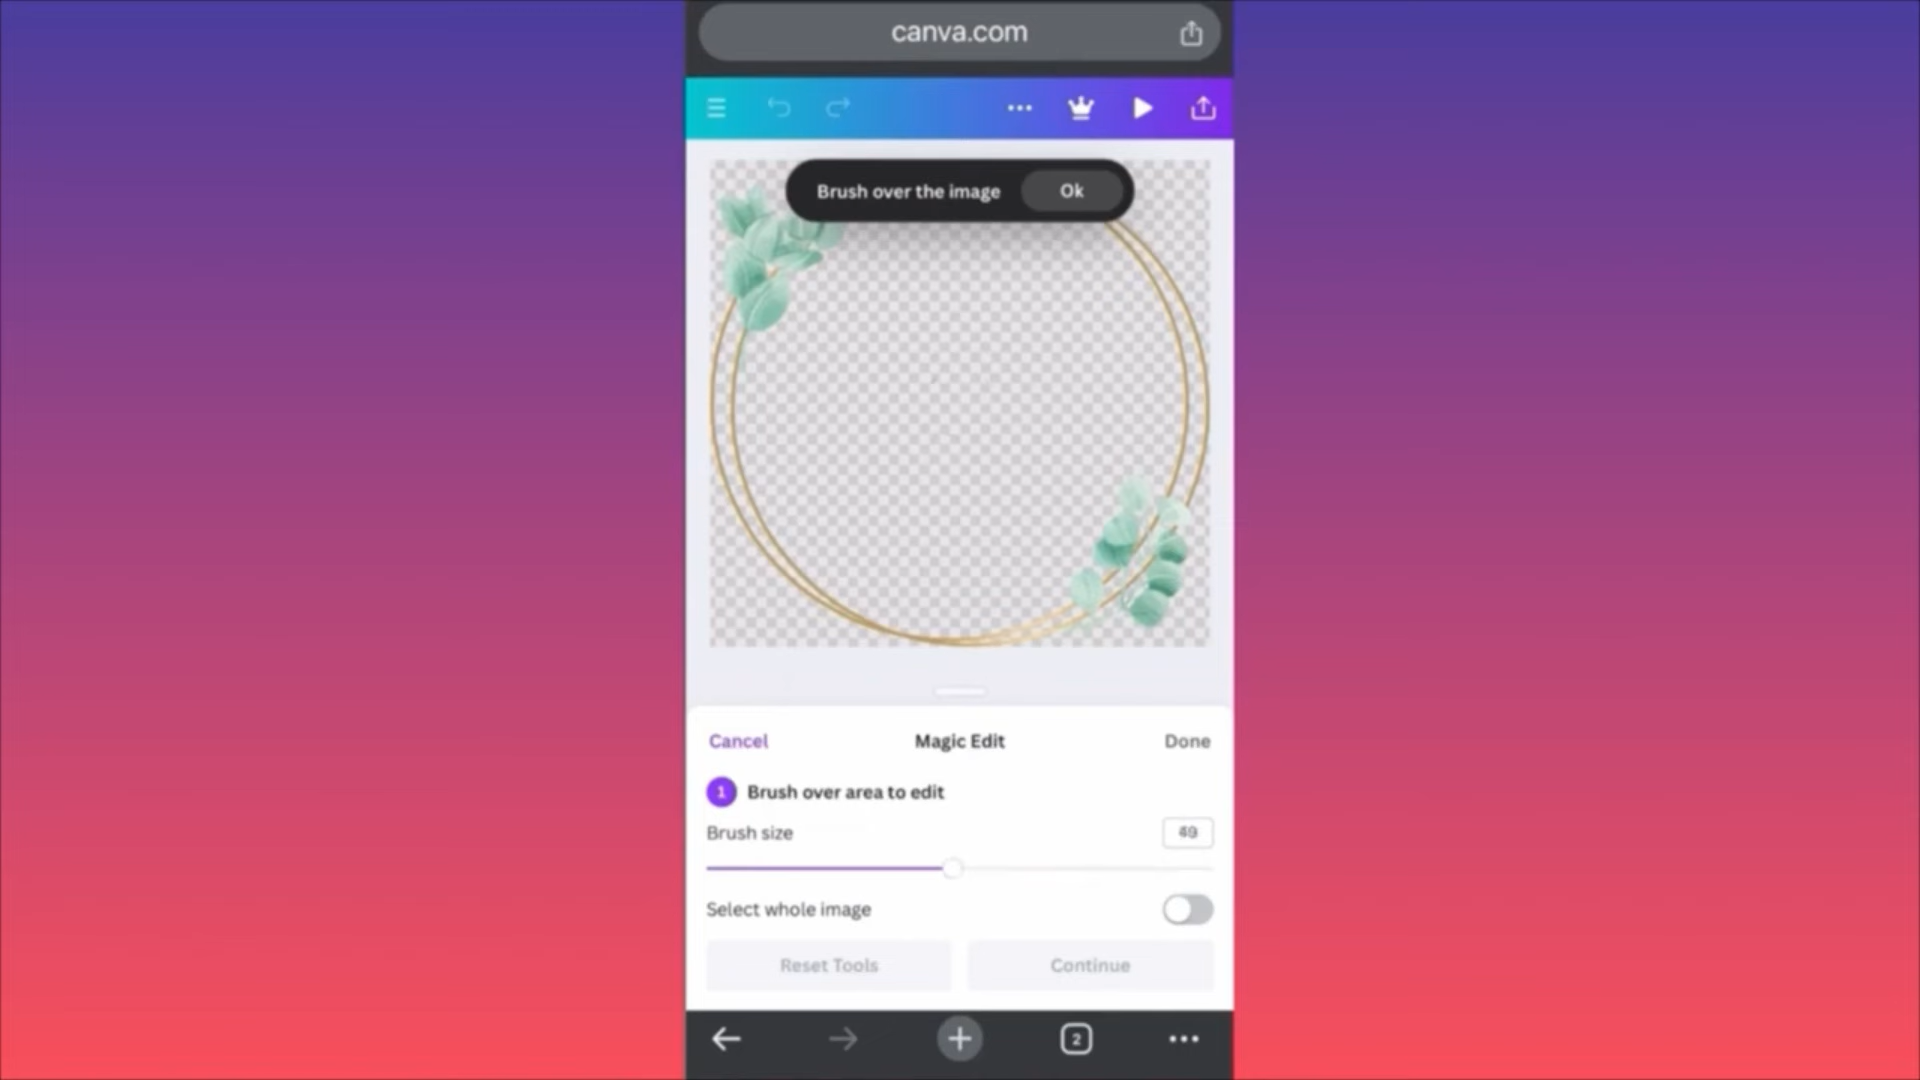 canva.com
Brush over the image Ok
Cancel Magic Edit Done
1 Brush over area to edit
Brush size 49
Select whole image
Reset Tools Continue
2